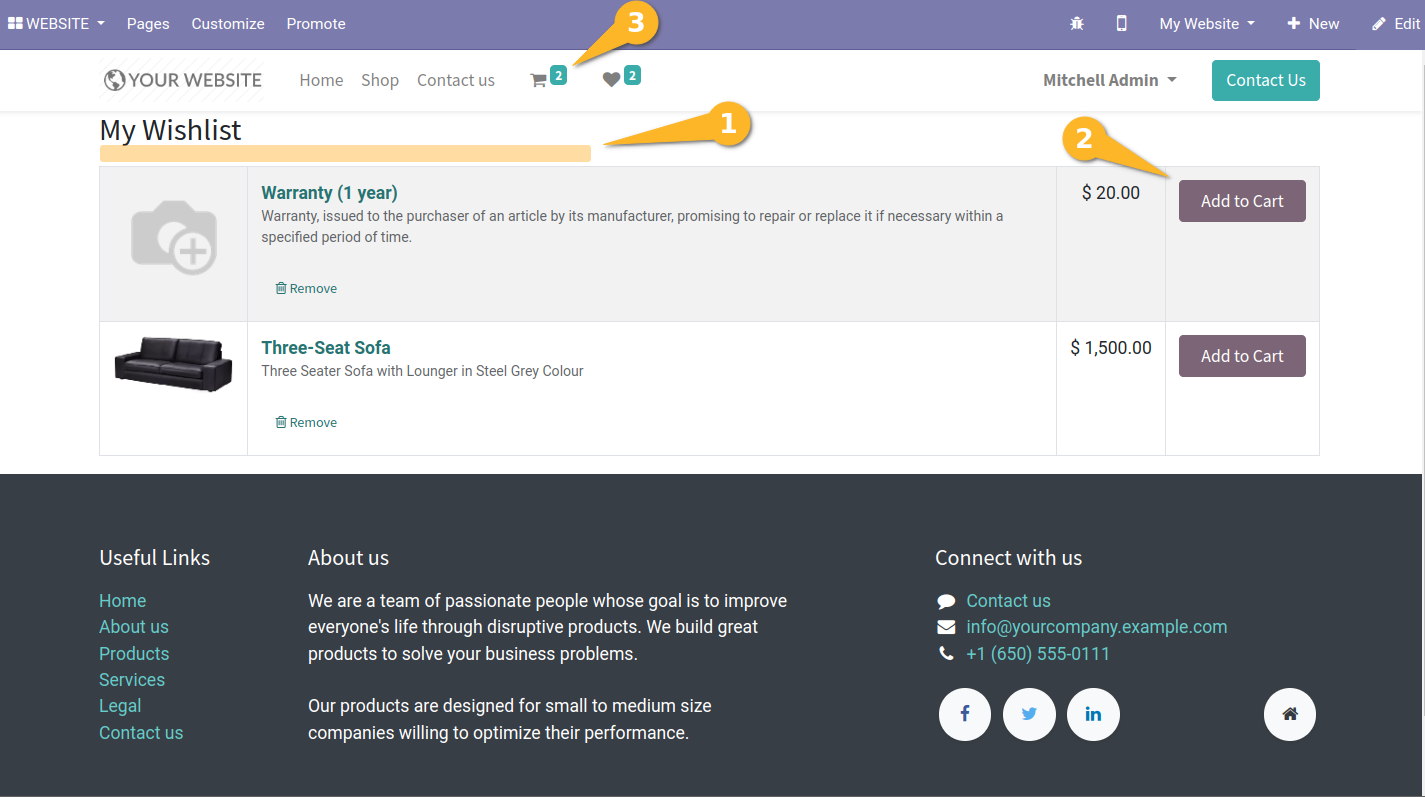 WEBSITE Pages Customize Promote My Website New Edit
3
YOUR WEBSITE Home Shop Contact us 2 2 Mitchell Admin Contact Us
My Wishlist
1
2
Warranty (1 year) $ 20.00 Add to Cart
Warranty, issued to the purchaser of an article by its manufacturer, promising to repair or replace it if necessary within a
specified period of time.
Remove
Three-Seat Sofa $ 1,500.00 Add to Cart
Three Seater Sofa with Lounger in Steel Grey Colour
Remove
Useful Links
Home
About us
Products
Services
Legal
Contact us
About us
We are a team of passionate people whose goal is to improve
everyone's life through disruptive products. We build great
products to solve your business problems.
Our products are designed for small to medium size
companies willing to optimize their performance.
Connect with us
Contact us
info@yourcompany.example.com
+1 (650) 555-0111